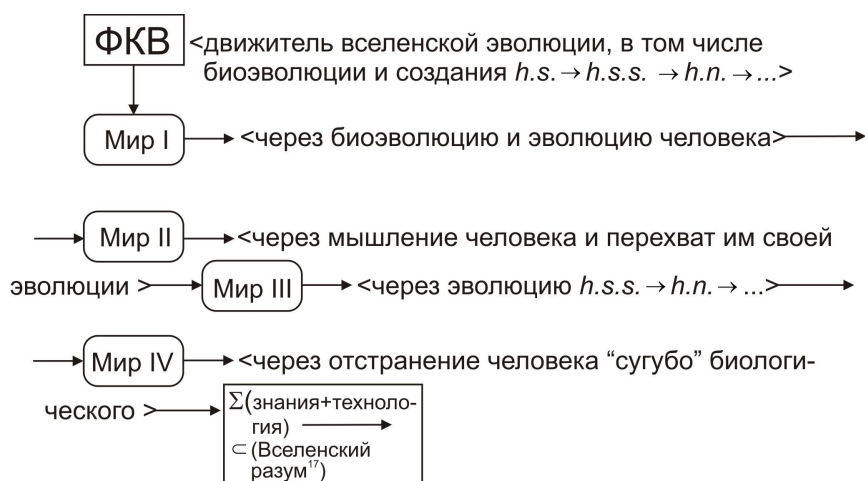 ФКВ <движитель вселенской эволюции, в том числе
биоэволюции и создания h.s. → h.s.s. → h.n. → ...>
Мир I → <через биоэволюцию и эволюцию человека> →
→ Мир II → <через мышление человека и перехват им своей
эволюции > → Мир III → <через эволюцию h.s.s. → h.n. → ...> →
→ Мир IV → <через отстранение человека “сугубо” биологи-
ческого > → Σ(знания+техноло-
гия) →
⊂ (Вселенский
разум¹⁷)